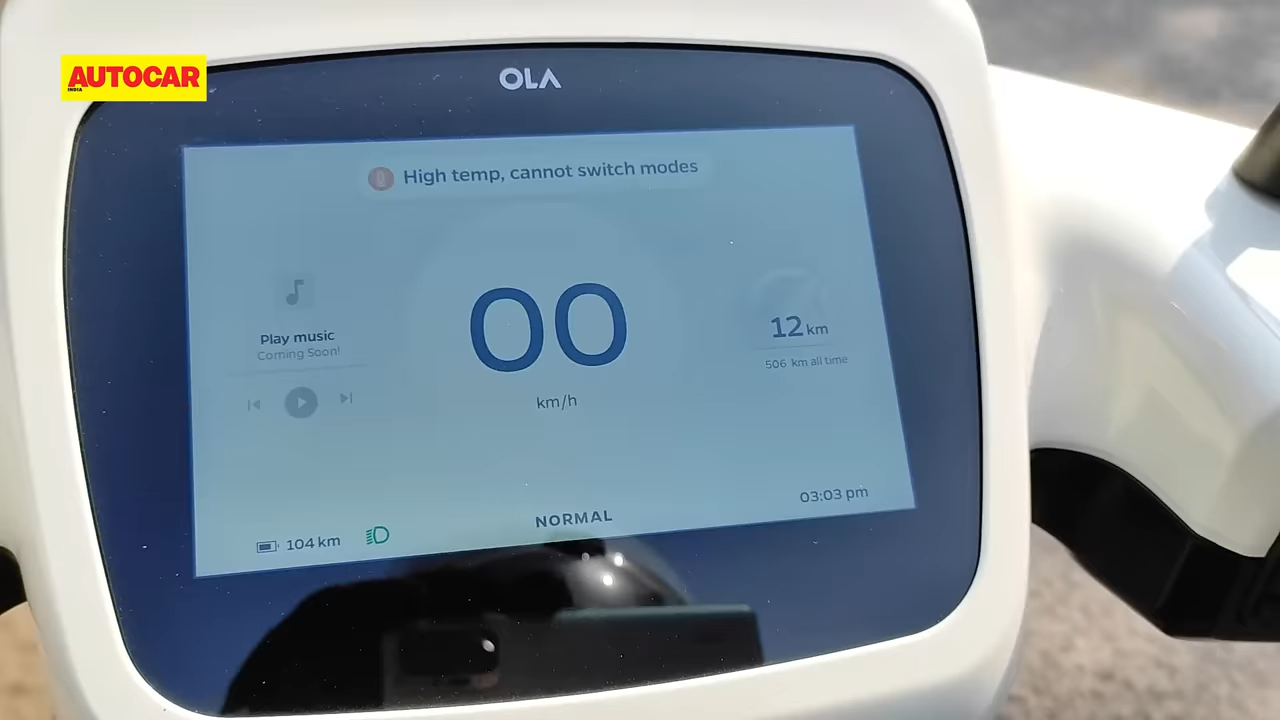 AUTOCAR
INDIA
OLA
High temp, cannot switch modes
Play music
Coming Soon!
00
km/h
12 km
506 km all time
104 km
NORMAL
03:03 pm